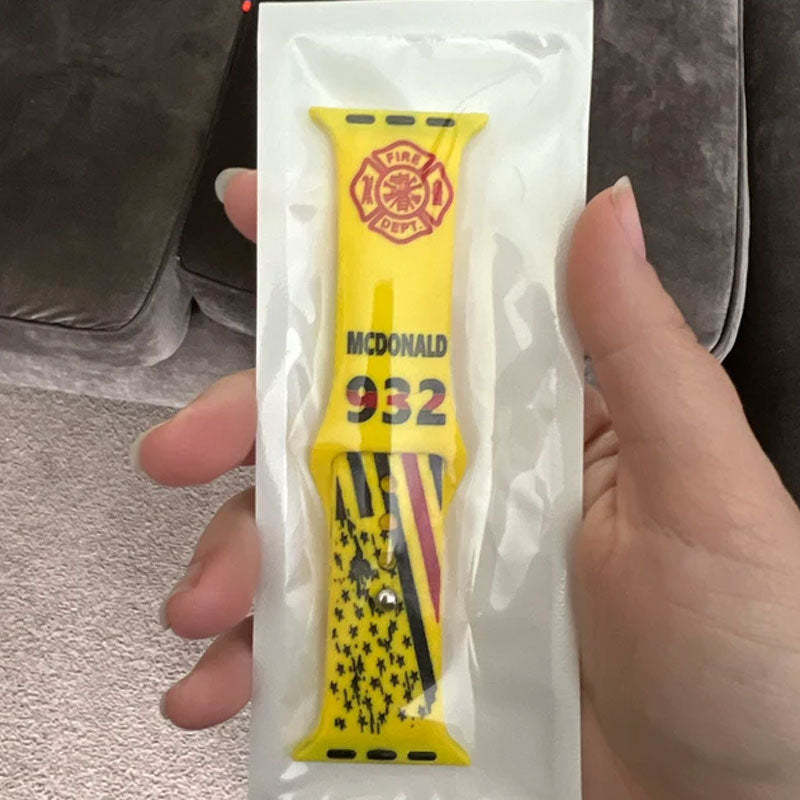 FIRE
DEPT.
MCDONALD
932